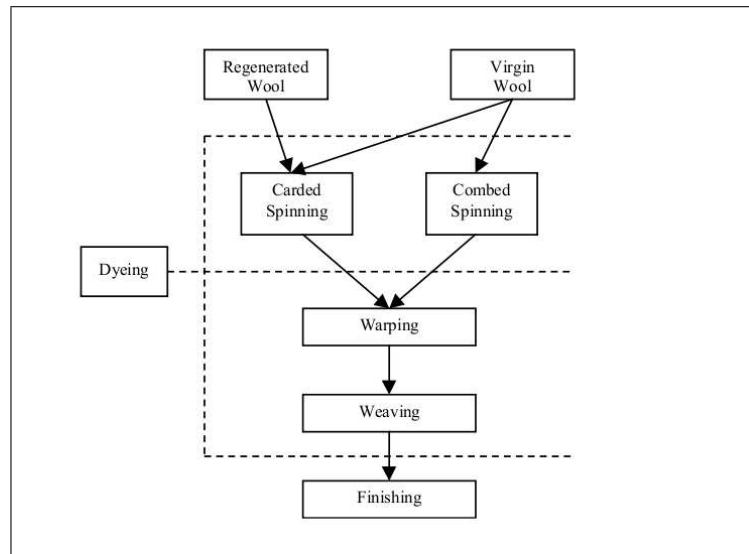 Regenerated
Wool
Virgin
Wool
Carded
Spinning
Combed
Spinning
Dyeing
Warping
Weaving
Finishing